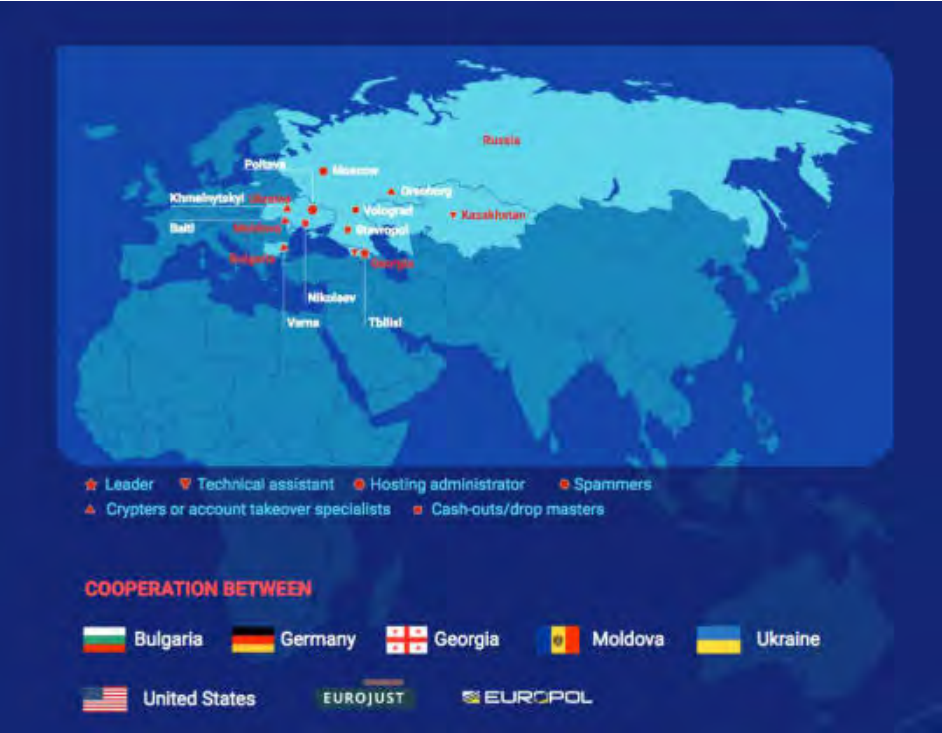 Russia
Poltava
Moscow
Orenburg
Khmelnytskyi Ukraine
Volograd
Kazakhstan
Balti
Moldova
Stavropol
Bulgaria
Georgia
Nikolaev
Varna
Tbilisi
Leader
Technical assistant
Hosting administrator
Spammers
Crypters or account takeover specialists
Cash-outs/drop masters
COOPERATION BETWEEN
Bulgaria
Germany
Georgia
Moldova
Ukraine
United States
EUROJUST
EUROPOL